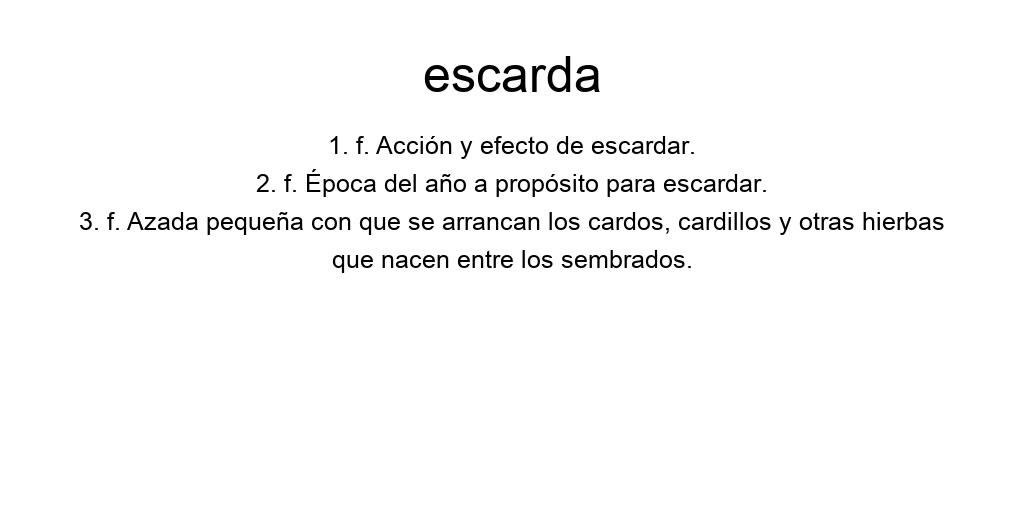 escarda
1. f. Acción y efecto de escardar.
2. f. Época del año a propósito para escardar.
3. f. Azada pequeña con que se arrancan los cardos, cardillos y otras hierbas
que nacen entre los sembrados.